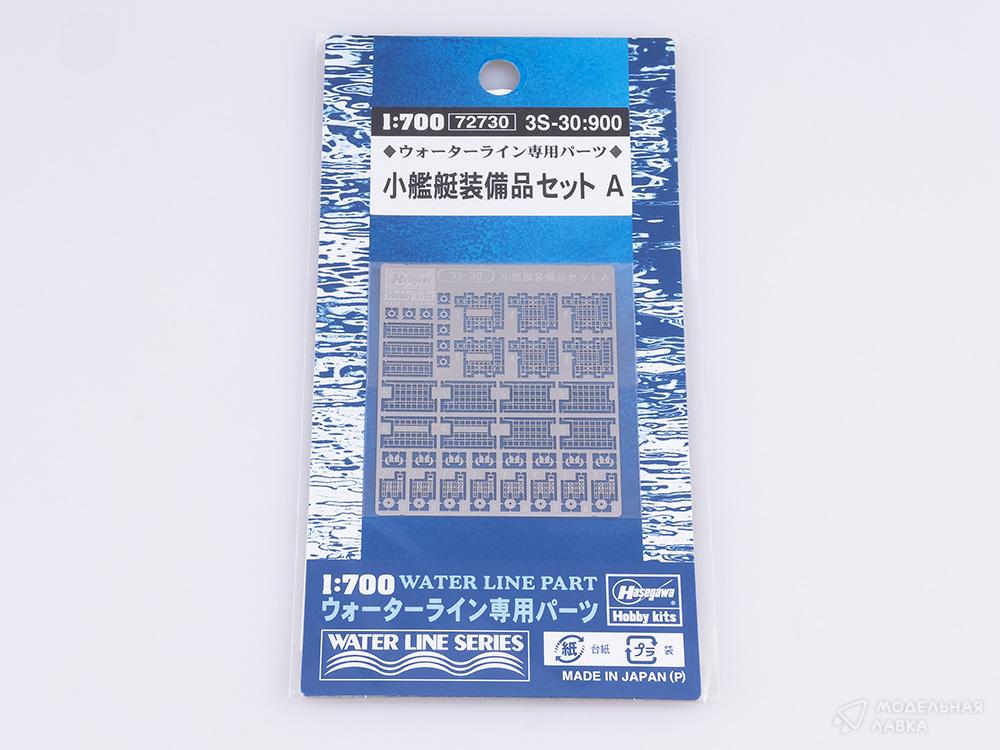 1:700 72730 3S-30:900
◆ウォーターライン専用パーツ◆
小艦艇装備品セット A
Hasegawa
Hobby kits
3S 30
小艦艇装備品セットA
1:700 WATER LINE PART
ウォーターライン専用パーツ
WATER LINE SERIES
Hasegawa
Hobby kits
紙 台紙 プラ 袋
MADE IN JAPAN (P)
МОДЕЛЬНАЯ
ЛАВКА